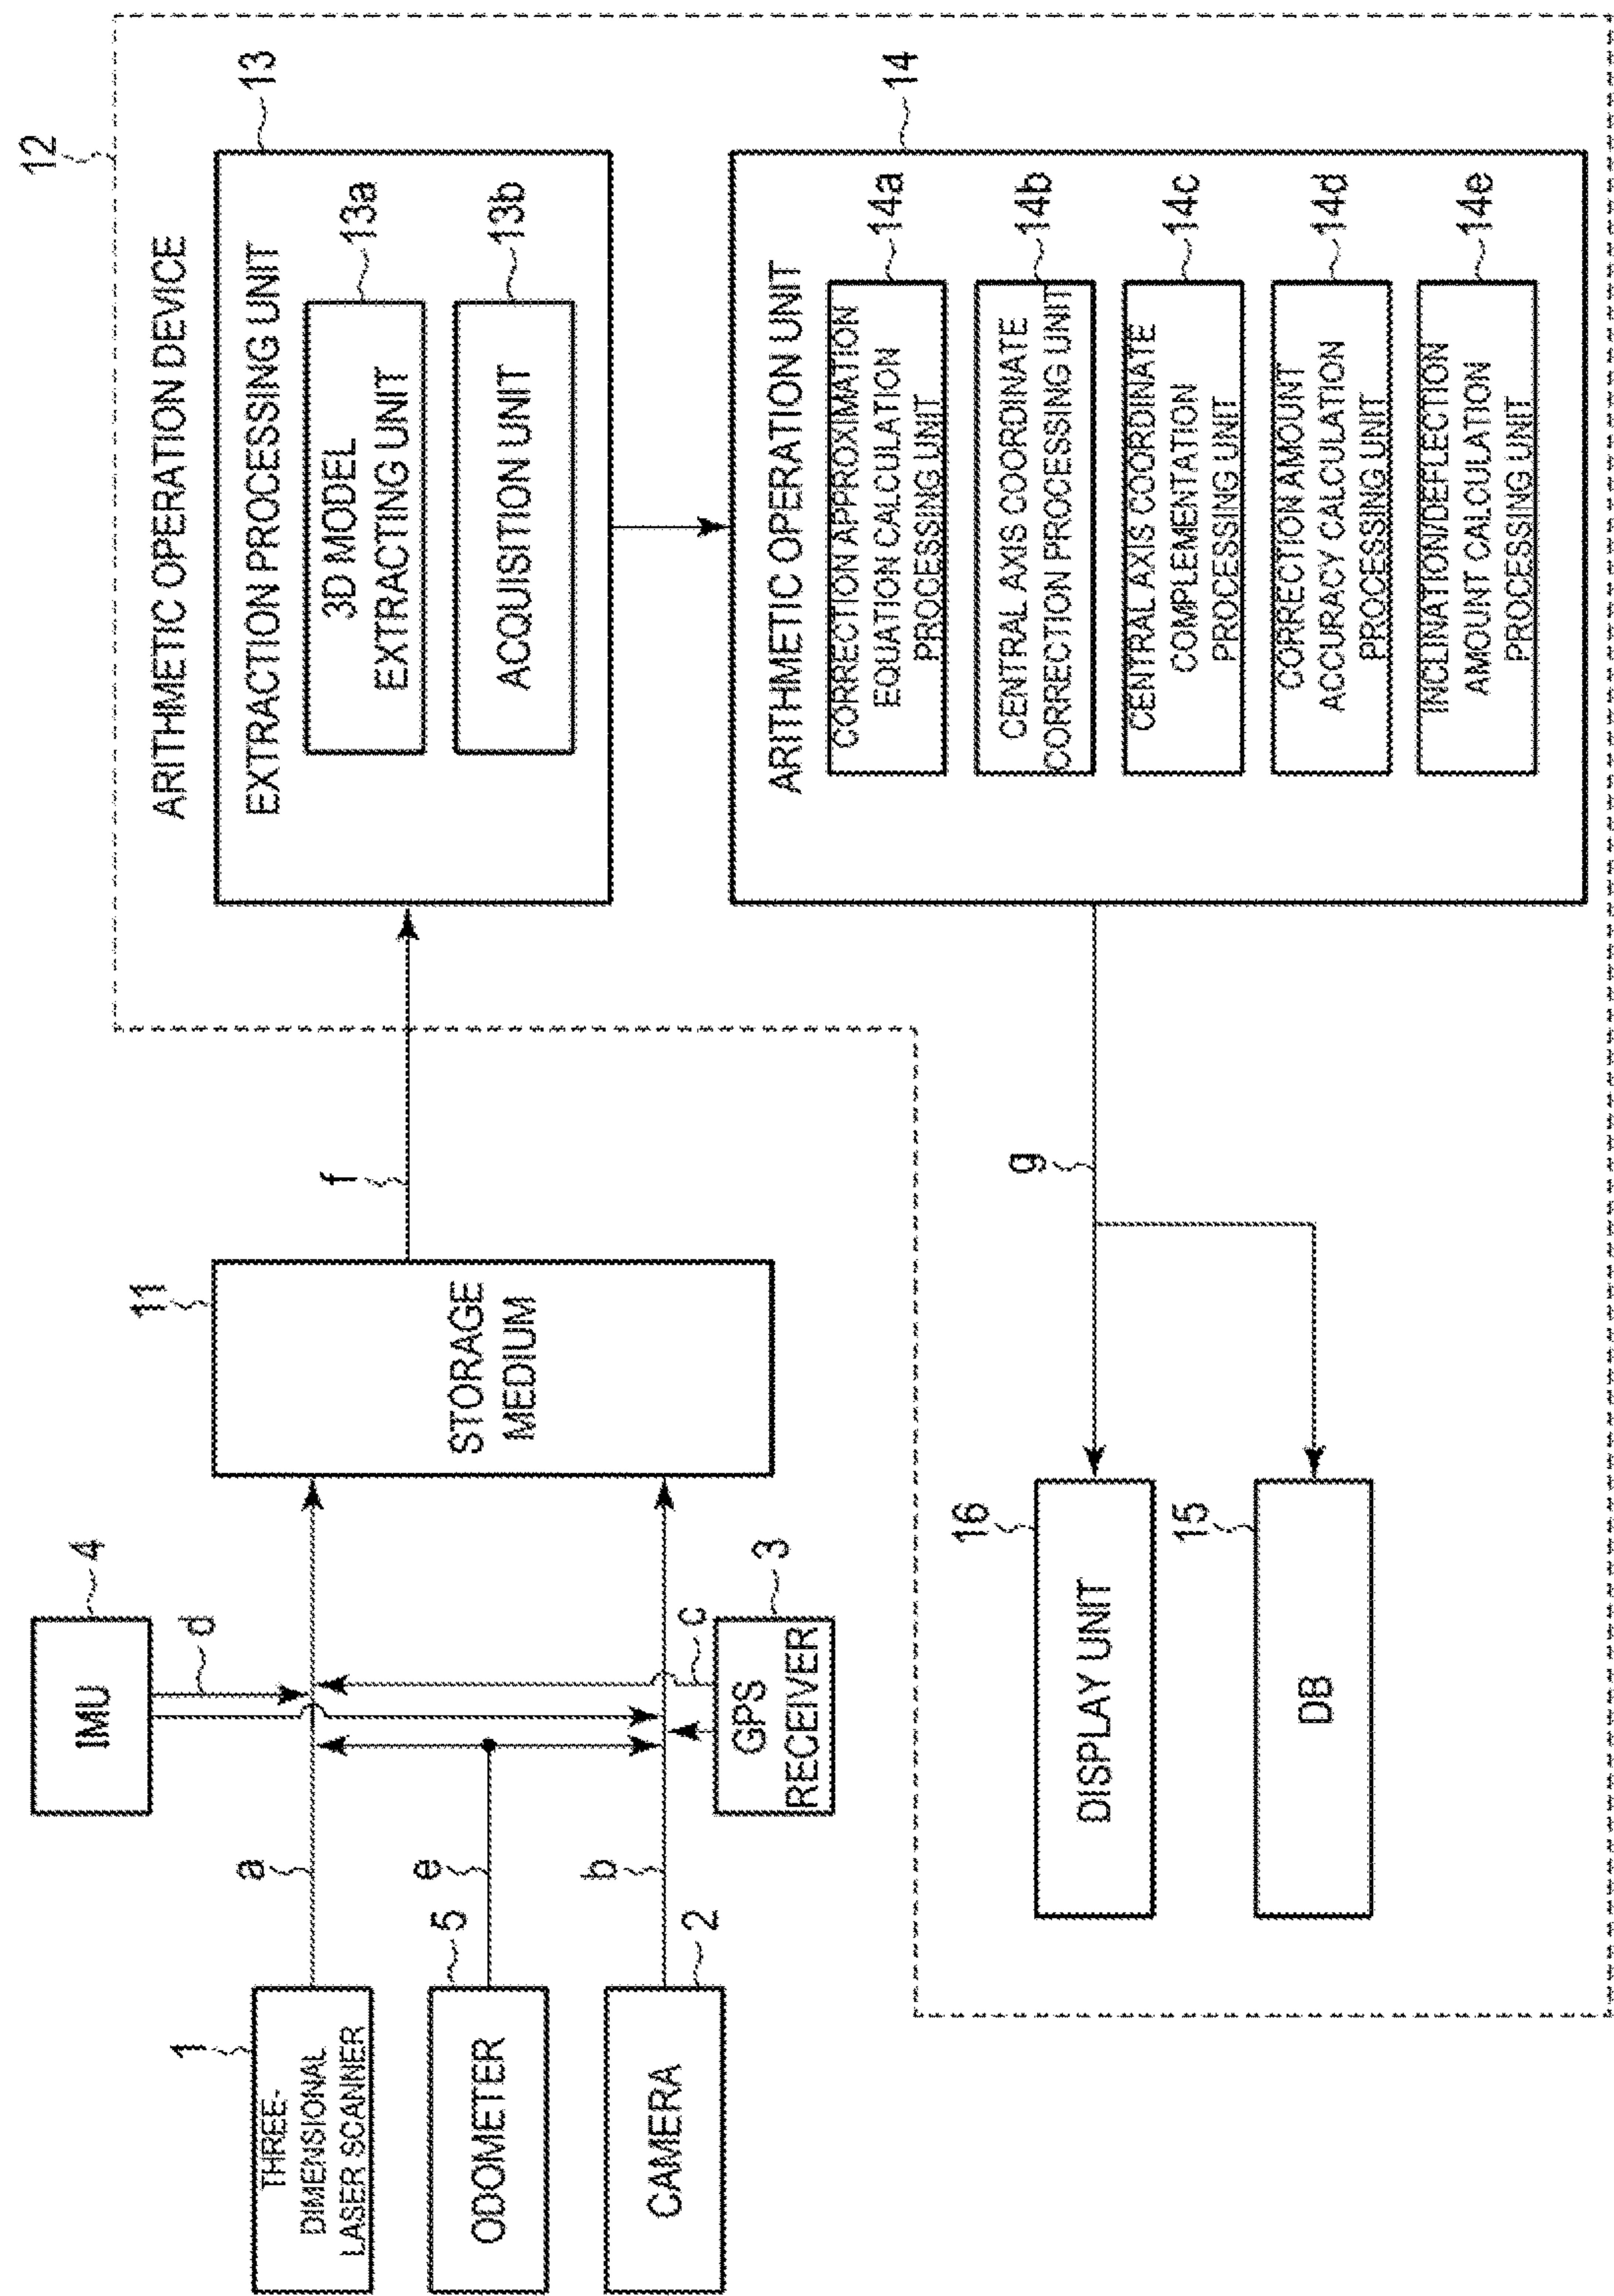 12
ARITHMETIC OPERATION DEVICE
13
EXTRACTION PROCESSING UNIT
3D MODEL
EXTRACTING UNIT
13a
ACQUISITION UNIT
13b
14
ARITHMETIC OPERATION UNIT
CORRECTION APPROXIMATION
EQUATION CALCULATION
PROCESSING UNIT
14a
CENTRAL AXIS COORDINATE
CORRECTION PROCESSING UNIT
14b
CENTRAL AXIS COORDINATE
COMPLEMENTATION
PROCESSING UNIT
14c
CORRECTION AMOUNT
ACCURACY CALCULATION
PROCESSING UNIT
14d
INCLINATION/DEFLECTION
AMOUNT CALCULATION
PROCESSING UNIT
14e
f
g
11
STORAGE
MEDIUM
4
IMU
d
3
GPS
RECEIVER
c
a
e
b
1
THREE-
DIMENSIONAL
LASER SCANNER
5
ODOMETER
2
CAMERA
16
DISPLAY UNIT
15
DB